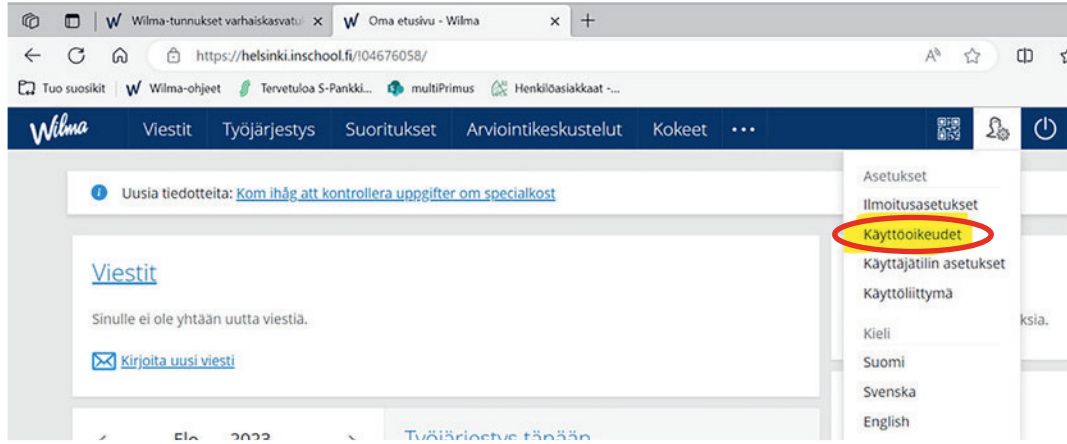 Wilma-tunnukset varhaiskasvatu
Oma etusivu - Wilma
https://helsinki.inschool.fi/!04676058/
Tuo suosikit
Wilma-ohjeet
Tervetuloa S-Pankki...
multiPrimus
Henkilöasiakkaat -...
Wilma
Viestit
Työjärjestys
Suoritukset
Arviointikeskustelut
Kokeet
Uusia tiedotteita: Kom ihåg att kontrollera uppgifter om specialkost
Asetukset
Ilmoitusasetukset
Käyttöoikeudet
Käyttäjätilin asetukset
Käyttöliittymä
Kieli
Suomi
Svenska
English
Viestit
Sinulle ei ole yhtään uutta viestiä.
Kirjoita uusi viesti
ksia.
Elo 2023
Työjärjestys tänään